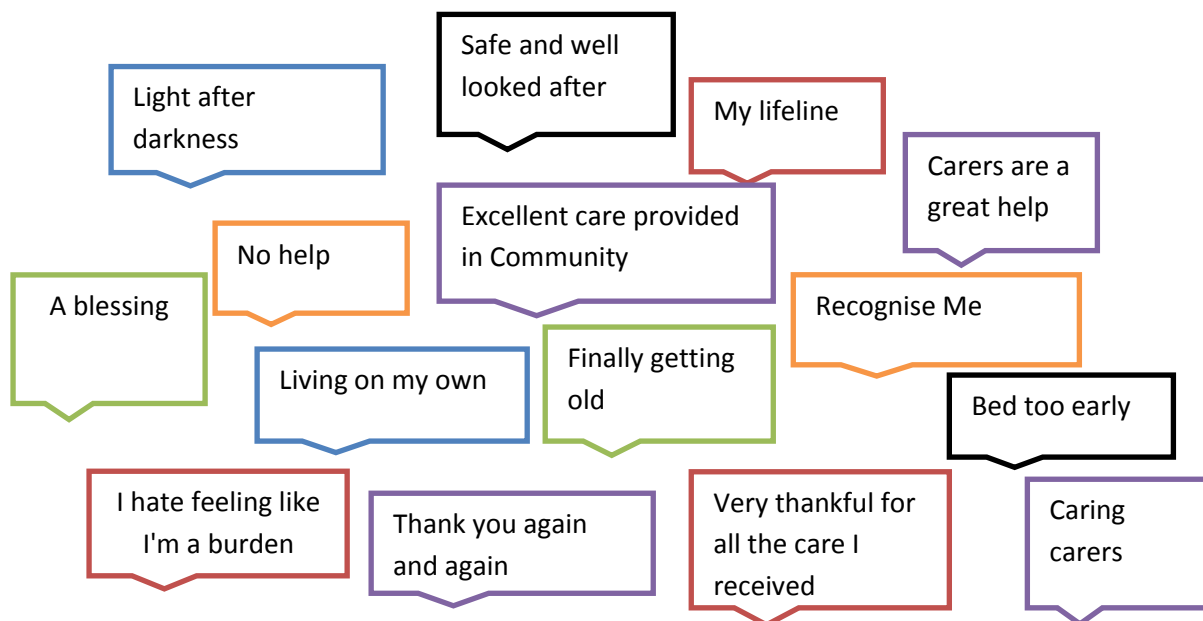 Safe and well
looked after
Light after
darkness
My lifeline
Carers are a
great help
Excellent care provided
in Community
No help
A blessing
Recognise Me
Finally getting
old
Living on my own
Bed too early
I hate feeling like
I'm a burden
Thank you again
and again
Very thankful for
all the care I
received
Caring
carers